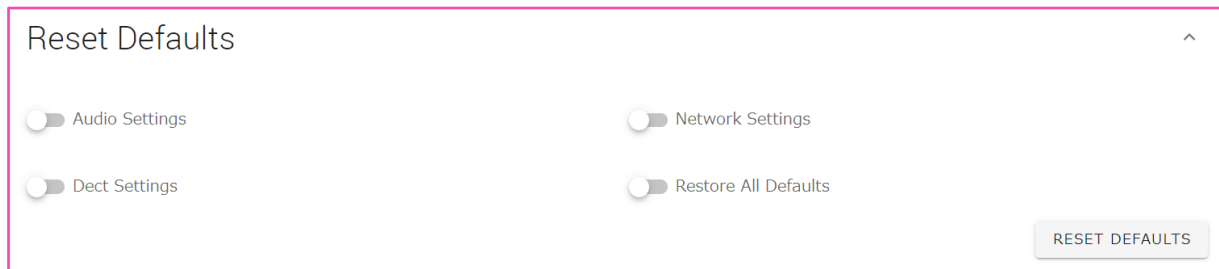 Reset Defaults
Audio Settings
Network Settings
Dect Settings
Restore All Defaults
RESET DEFAULTS